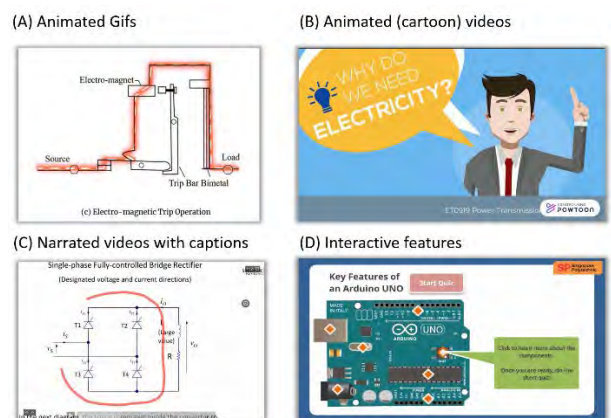 (A) Animated Gifs
(B) Animated (cartoon) videos
Electro-magnet
Source
Load
Trip Bar Bimetal
(c) Electro-magnetic Trip Operation
WHY DO
WE NEED
ELECTRICITY?
ET0919 Power Transmission
POWTOON
(C) Narrated videos with captions
(D) Interactive features
Single-phase Fully-controlled Bridge Rectifier
(Designated voltage and current directions)
T1
T2
(Large
value)
R
T3
T4
Key Features of
an Arduino UNO
Start Quiz
Singapore
Polytechnic
UNO
ARDUINO
Click to learn more about the
components.
Once you are ready, do the
short quiz!